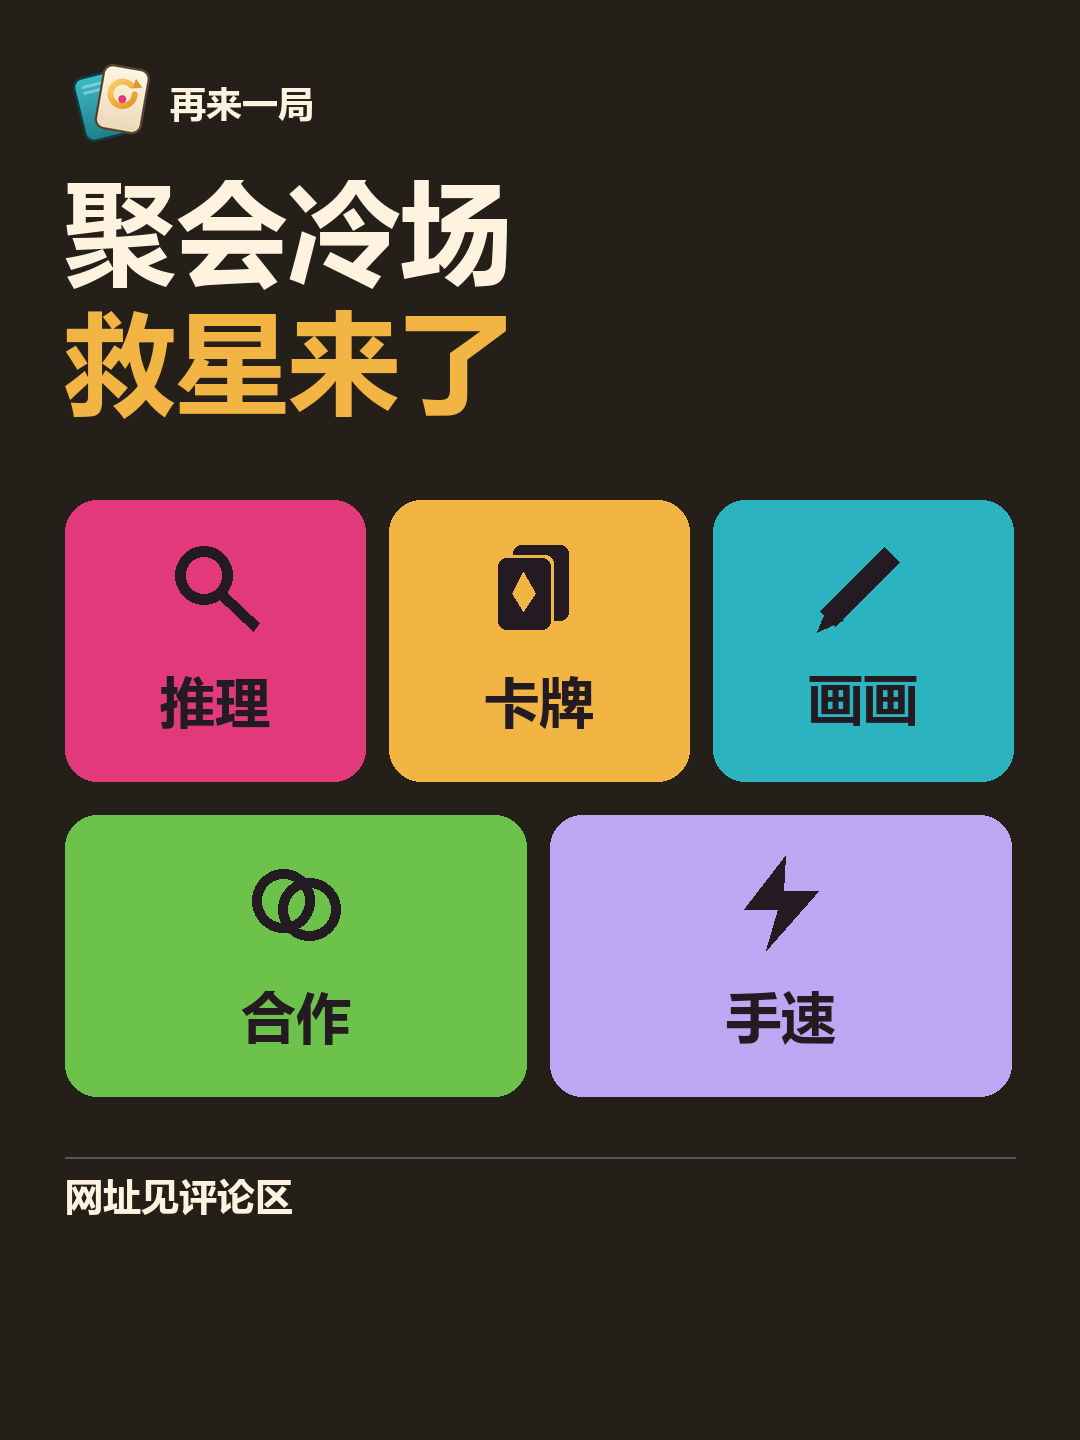 再来一局
聚会冷场
救星来了
推理
卡牌
画画
合作
手速
网址见评论区